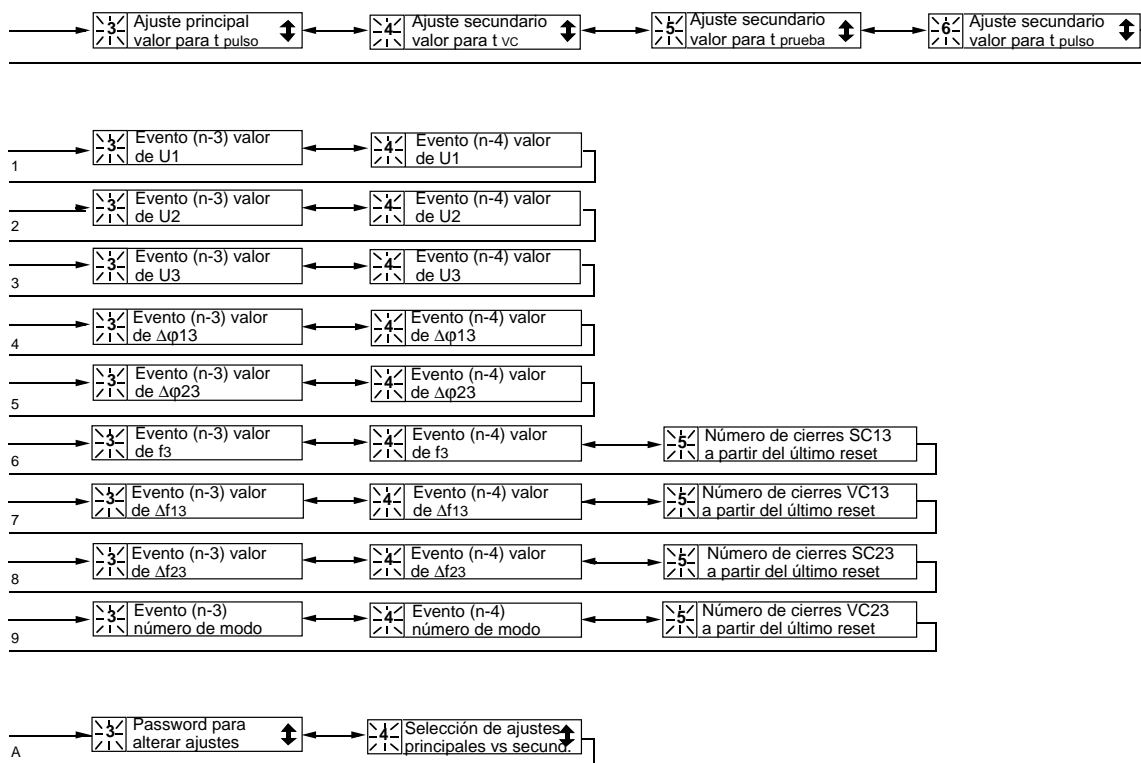 3 Ajuste principal
valor para t pulso
4 Ajuste secundario
valor para t VC
5 Ajuste secundario
valor para t prueba
6 Ajuste secundario
valor para t pulso
1
3 Evento (n-3) valor
de U1
4 Evento (n-4) valor
de U1
2
3 Evento (n-3) valor
de U2
4 Evento (n-4) valor
de U2
3
3 Evento (n-3) valor
de U3
4 Evento (n-4) valor
de U3
4
3 Evento (n-3) valor
de Δφ13
4 Evento (n-4) valor
de Δφ13
5
3 Evento (n-3) valor
de Δφ23
4 Evento (n-4) valor
de Δφ23
6
3 Evento (n-3) valor
de f3
4 Evento (n-4) valor
de f3
5 Número de cierres SC13
a partir del último reset
7
3 Evento (n-3) valor
de Δf13
4 Evento (n-4) valor
de Δf13
5 Número de cierres VC13
a partir del último reset
8
3 Evento (n-3) valor
de Δf23
4 Evento (n-4) valor
de Δf23
5 Número de cierres SC23
a partir del último reset
9
3 Evento (n-3)
número de modo
4 Evento (n-4)
número de modo
5 Número de cierres VC23
a partir del último reset
A
3 Password para
alterar ajustes
4 Selección de ajustes
principales vs secund.